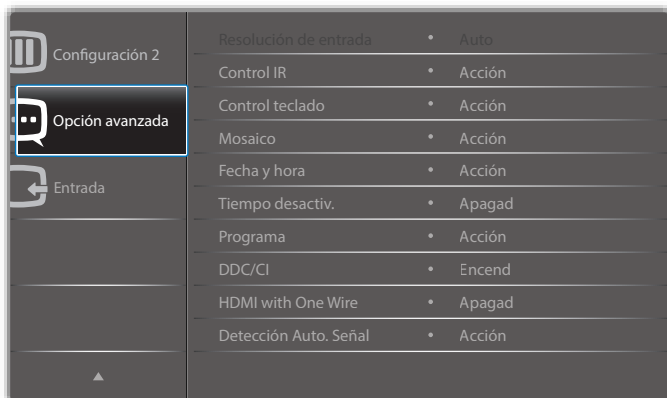 Configuración 2
Opción avanzada
Entrada
Resolución de entrada • Auto
Control IR • Acción
Control teclado • Acción
Mosaico • Acción
Fecha y hora • Acción
Tiempo desactiv. • Apagad
Programa • Acción
DDC/CI • Encend
HDMI with One Wire • Apagad
Detección Auto. Señal • Acción